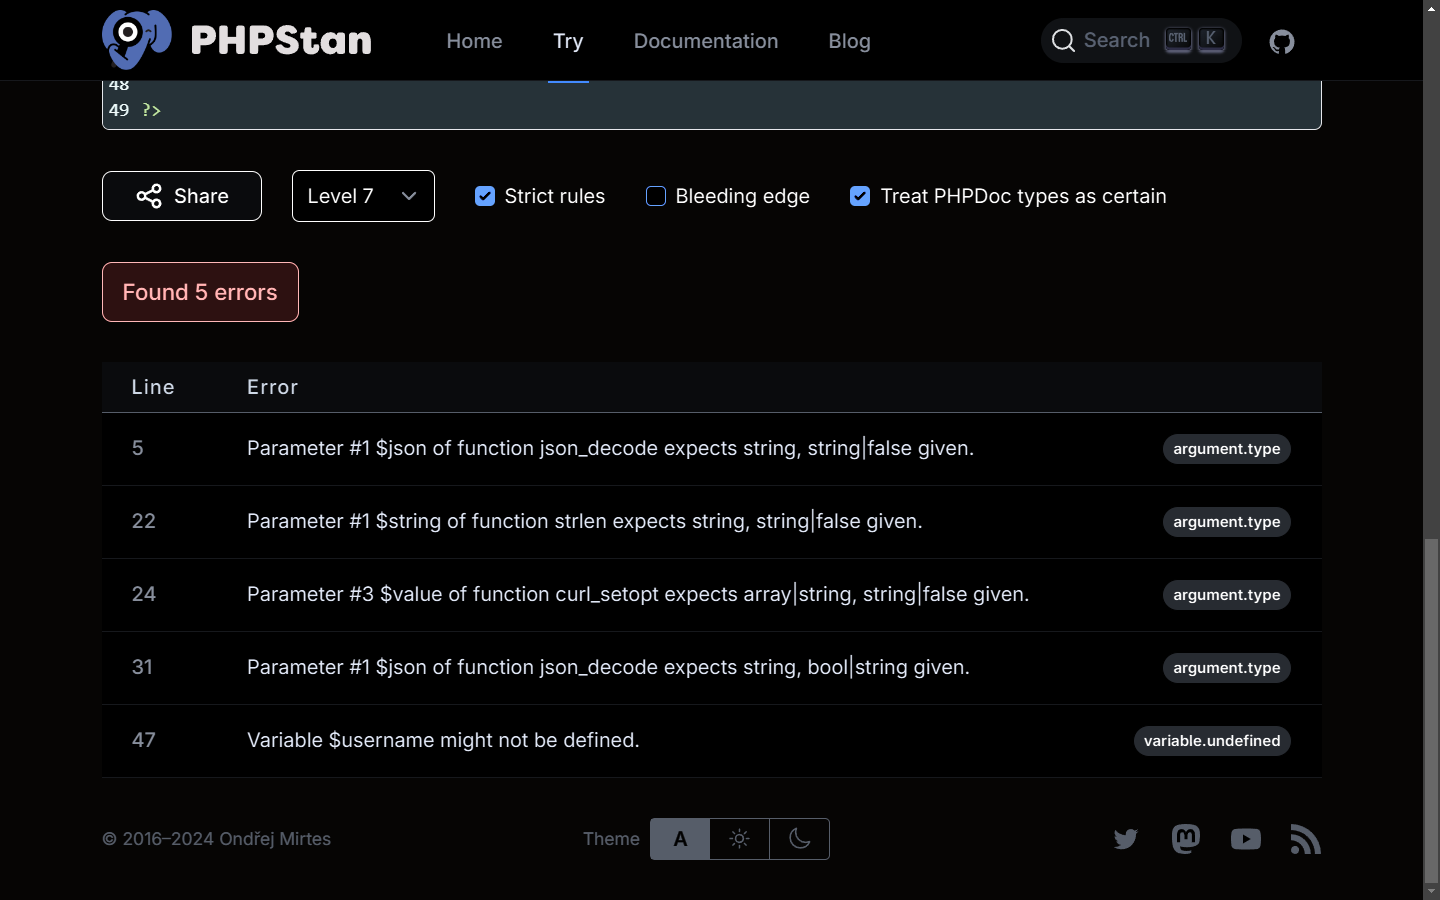 PHPStan Home Try Documentation Blog Search CTRL K
48
49 ?>
Share Level 7 Strict rules Bleeding edge Treat PHPDoc types as certain
Found 5 errors
Line Error
5 Parameter #1 $json of function json_decode expects string, string|false given. argument.type
22 Parameter #1 $string of function strlen expects string, string|false given. argument.type
24 Parameter #3 $value of function curl_setopt expects array|string, string|false given. argument.type
31 Parameter #1 $json of function json_decode expects string, bool|string given. argument.type
47 Variable $username might not be defined. variable.undefined
© 2016–2024 Ondřej Mirtes Theme A